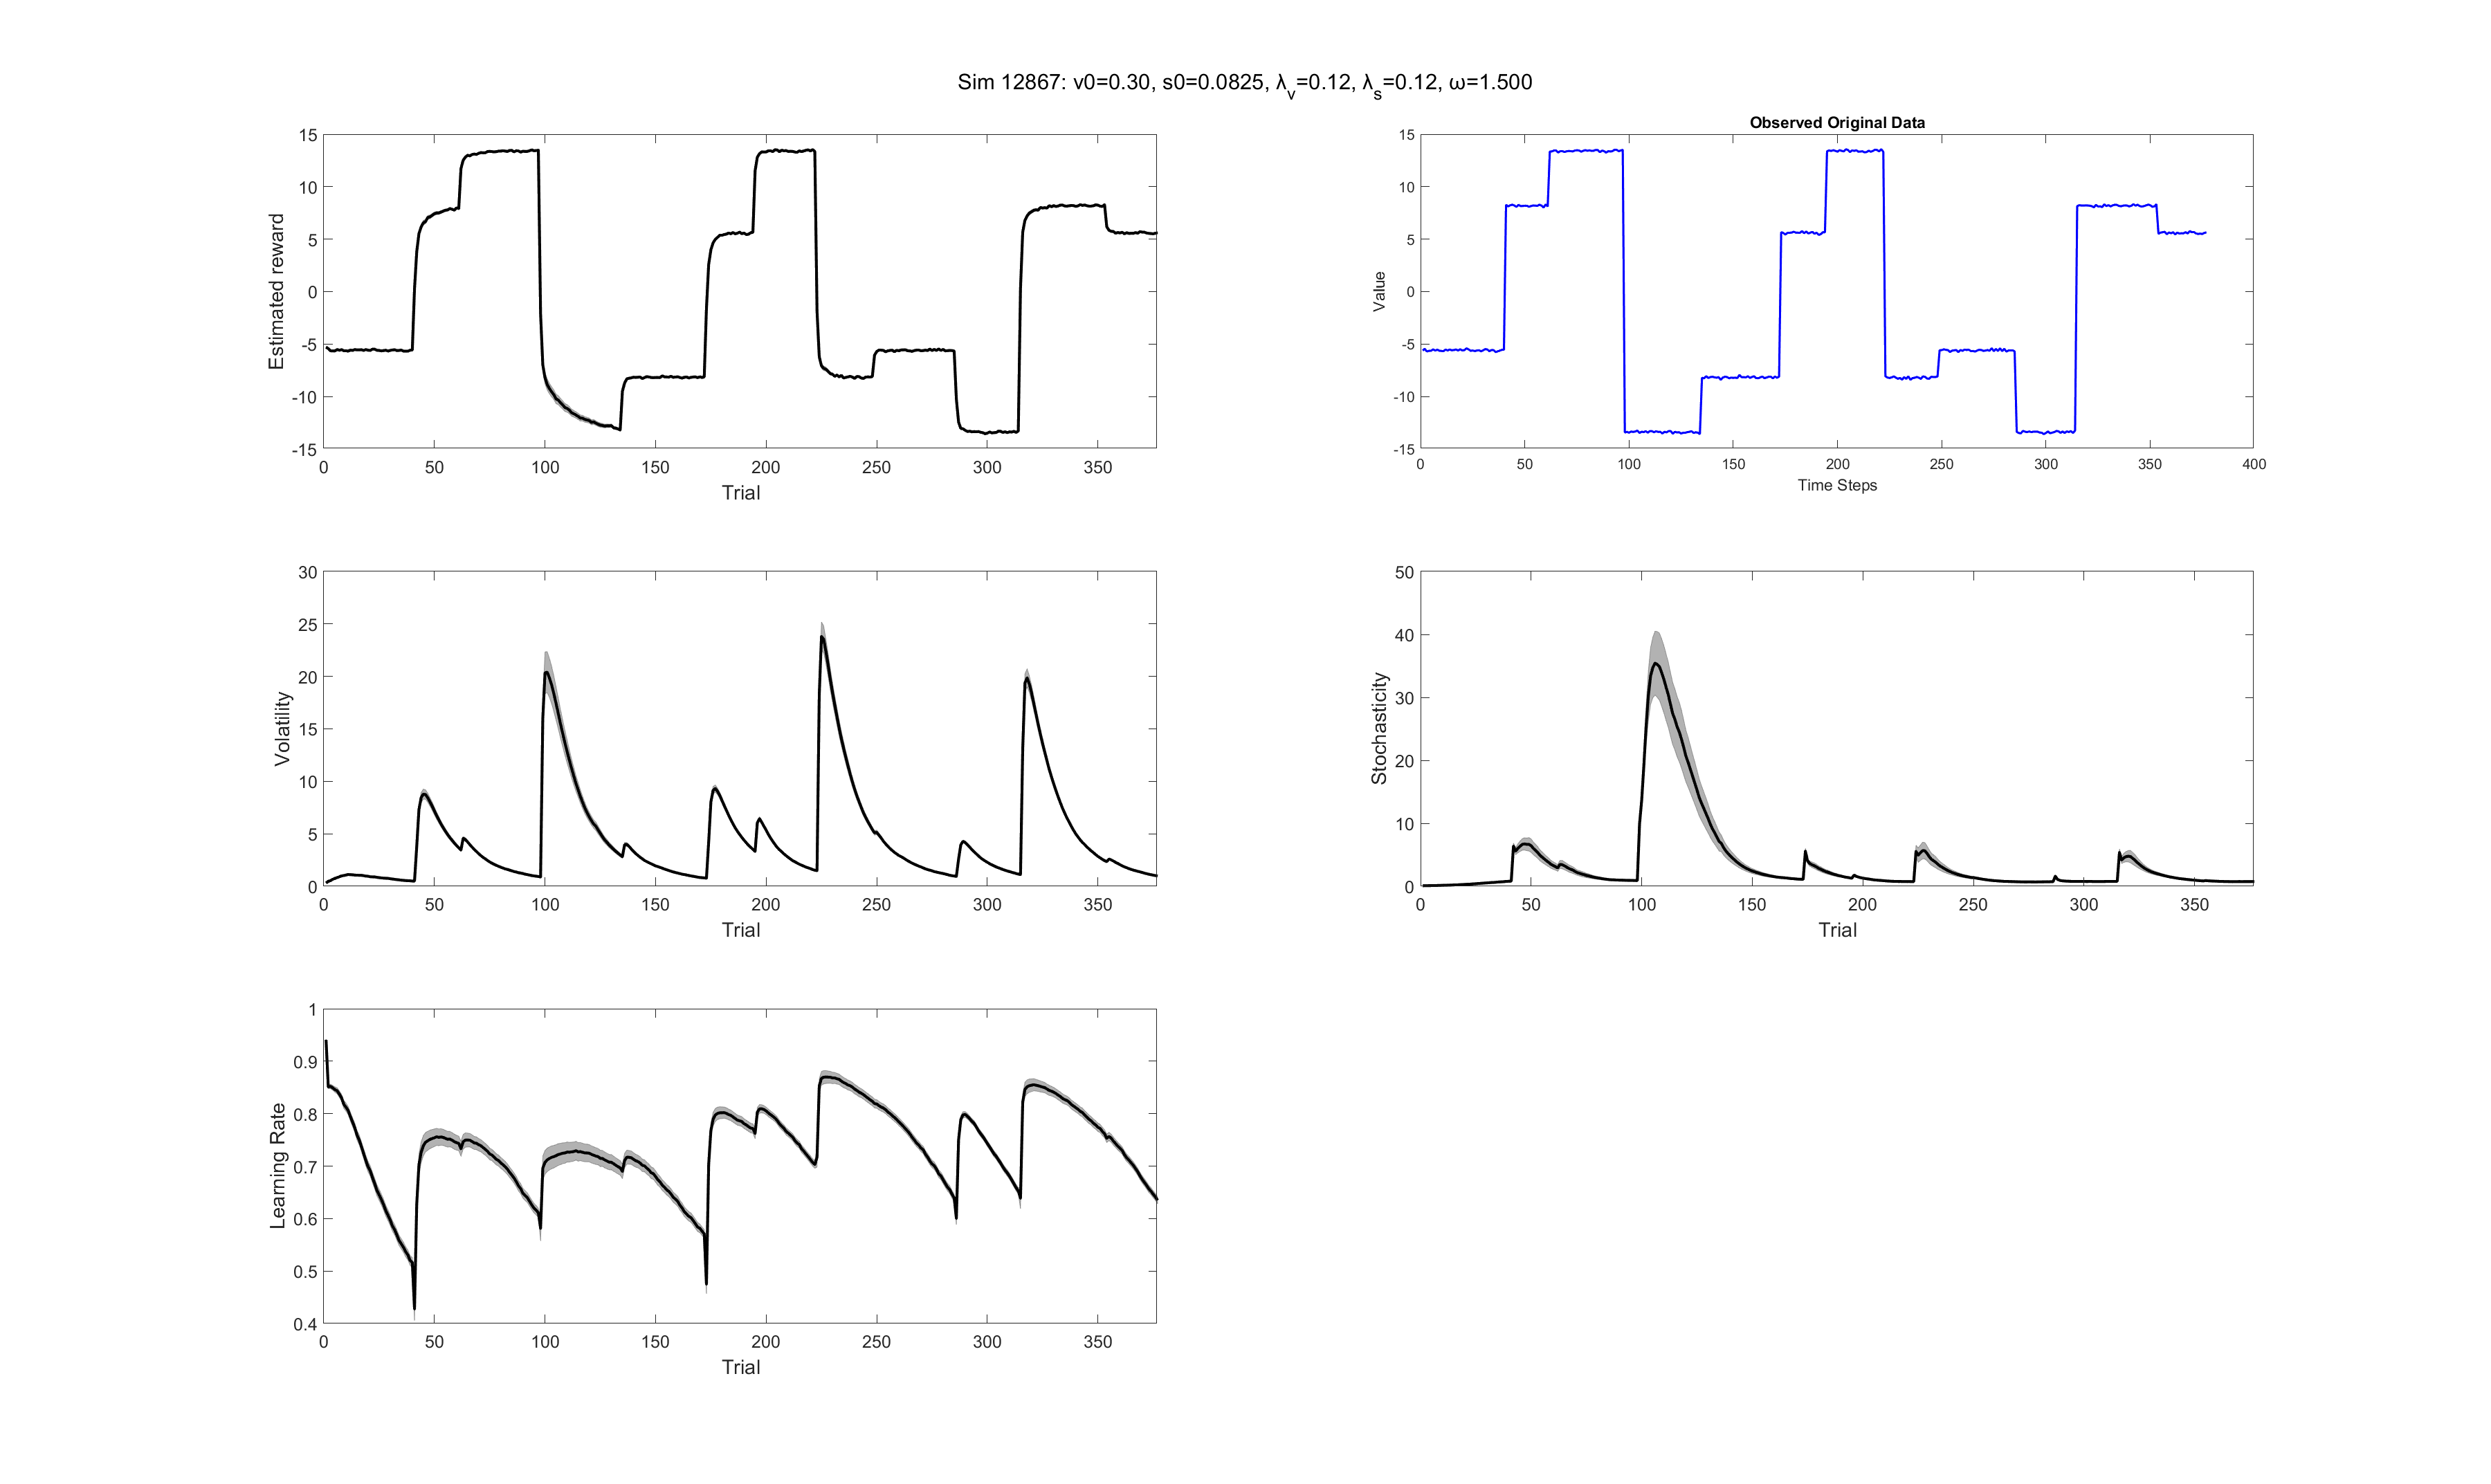 Sim 12867: v0=0.30, s0=0.0825, λv=0.12, λs=0.12, ω=1.500
15
10
5
0
-5
-10
-15
Estimated reward
0 50 100 150 200 250 300 350
Trial
Observed Original Data
15
10
5
0
-5
-10
-15
Value
0 50 100 150 200 250 300 350 400
Time Steps
30
25
20
15
10
5
0
Volatility
0 50 100 150 200 250 300 350
Trial
50
40
30
20
10
0
Stochasticity
0 50 100 150 200 250 300 350
Trial
1
0.9
0.8
0.7
0.6
0.5
0.4
Learning Rate
0 50 100 150 200 250 300 350
Trial